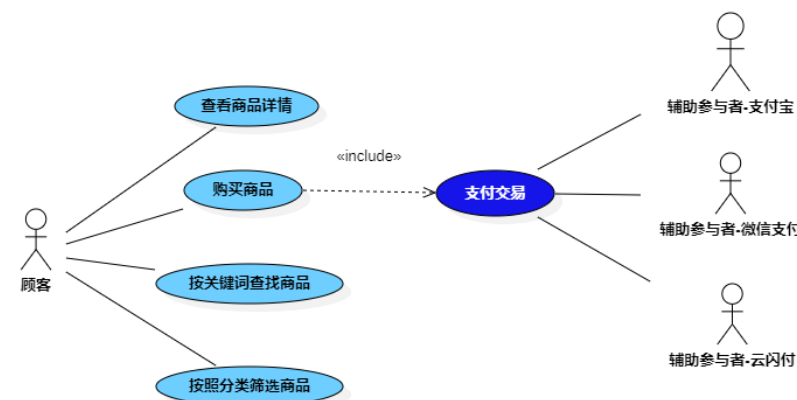 辅助参与者-支付宝
查看商品详情
«include»
购买商品
支付交易
辅助参与者-微信支付
顾客
按关键词查找商品
辅助参与者-云闪付
按照分类筛选商品